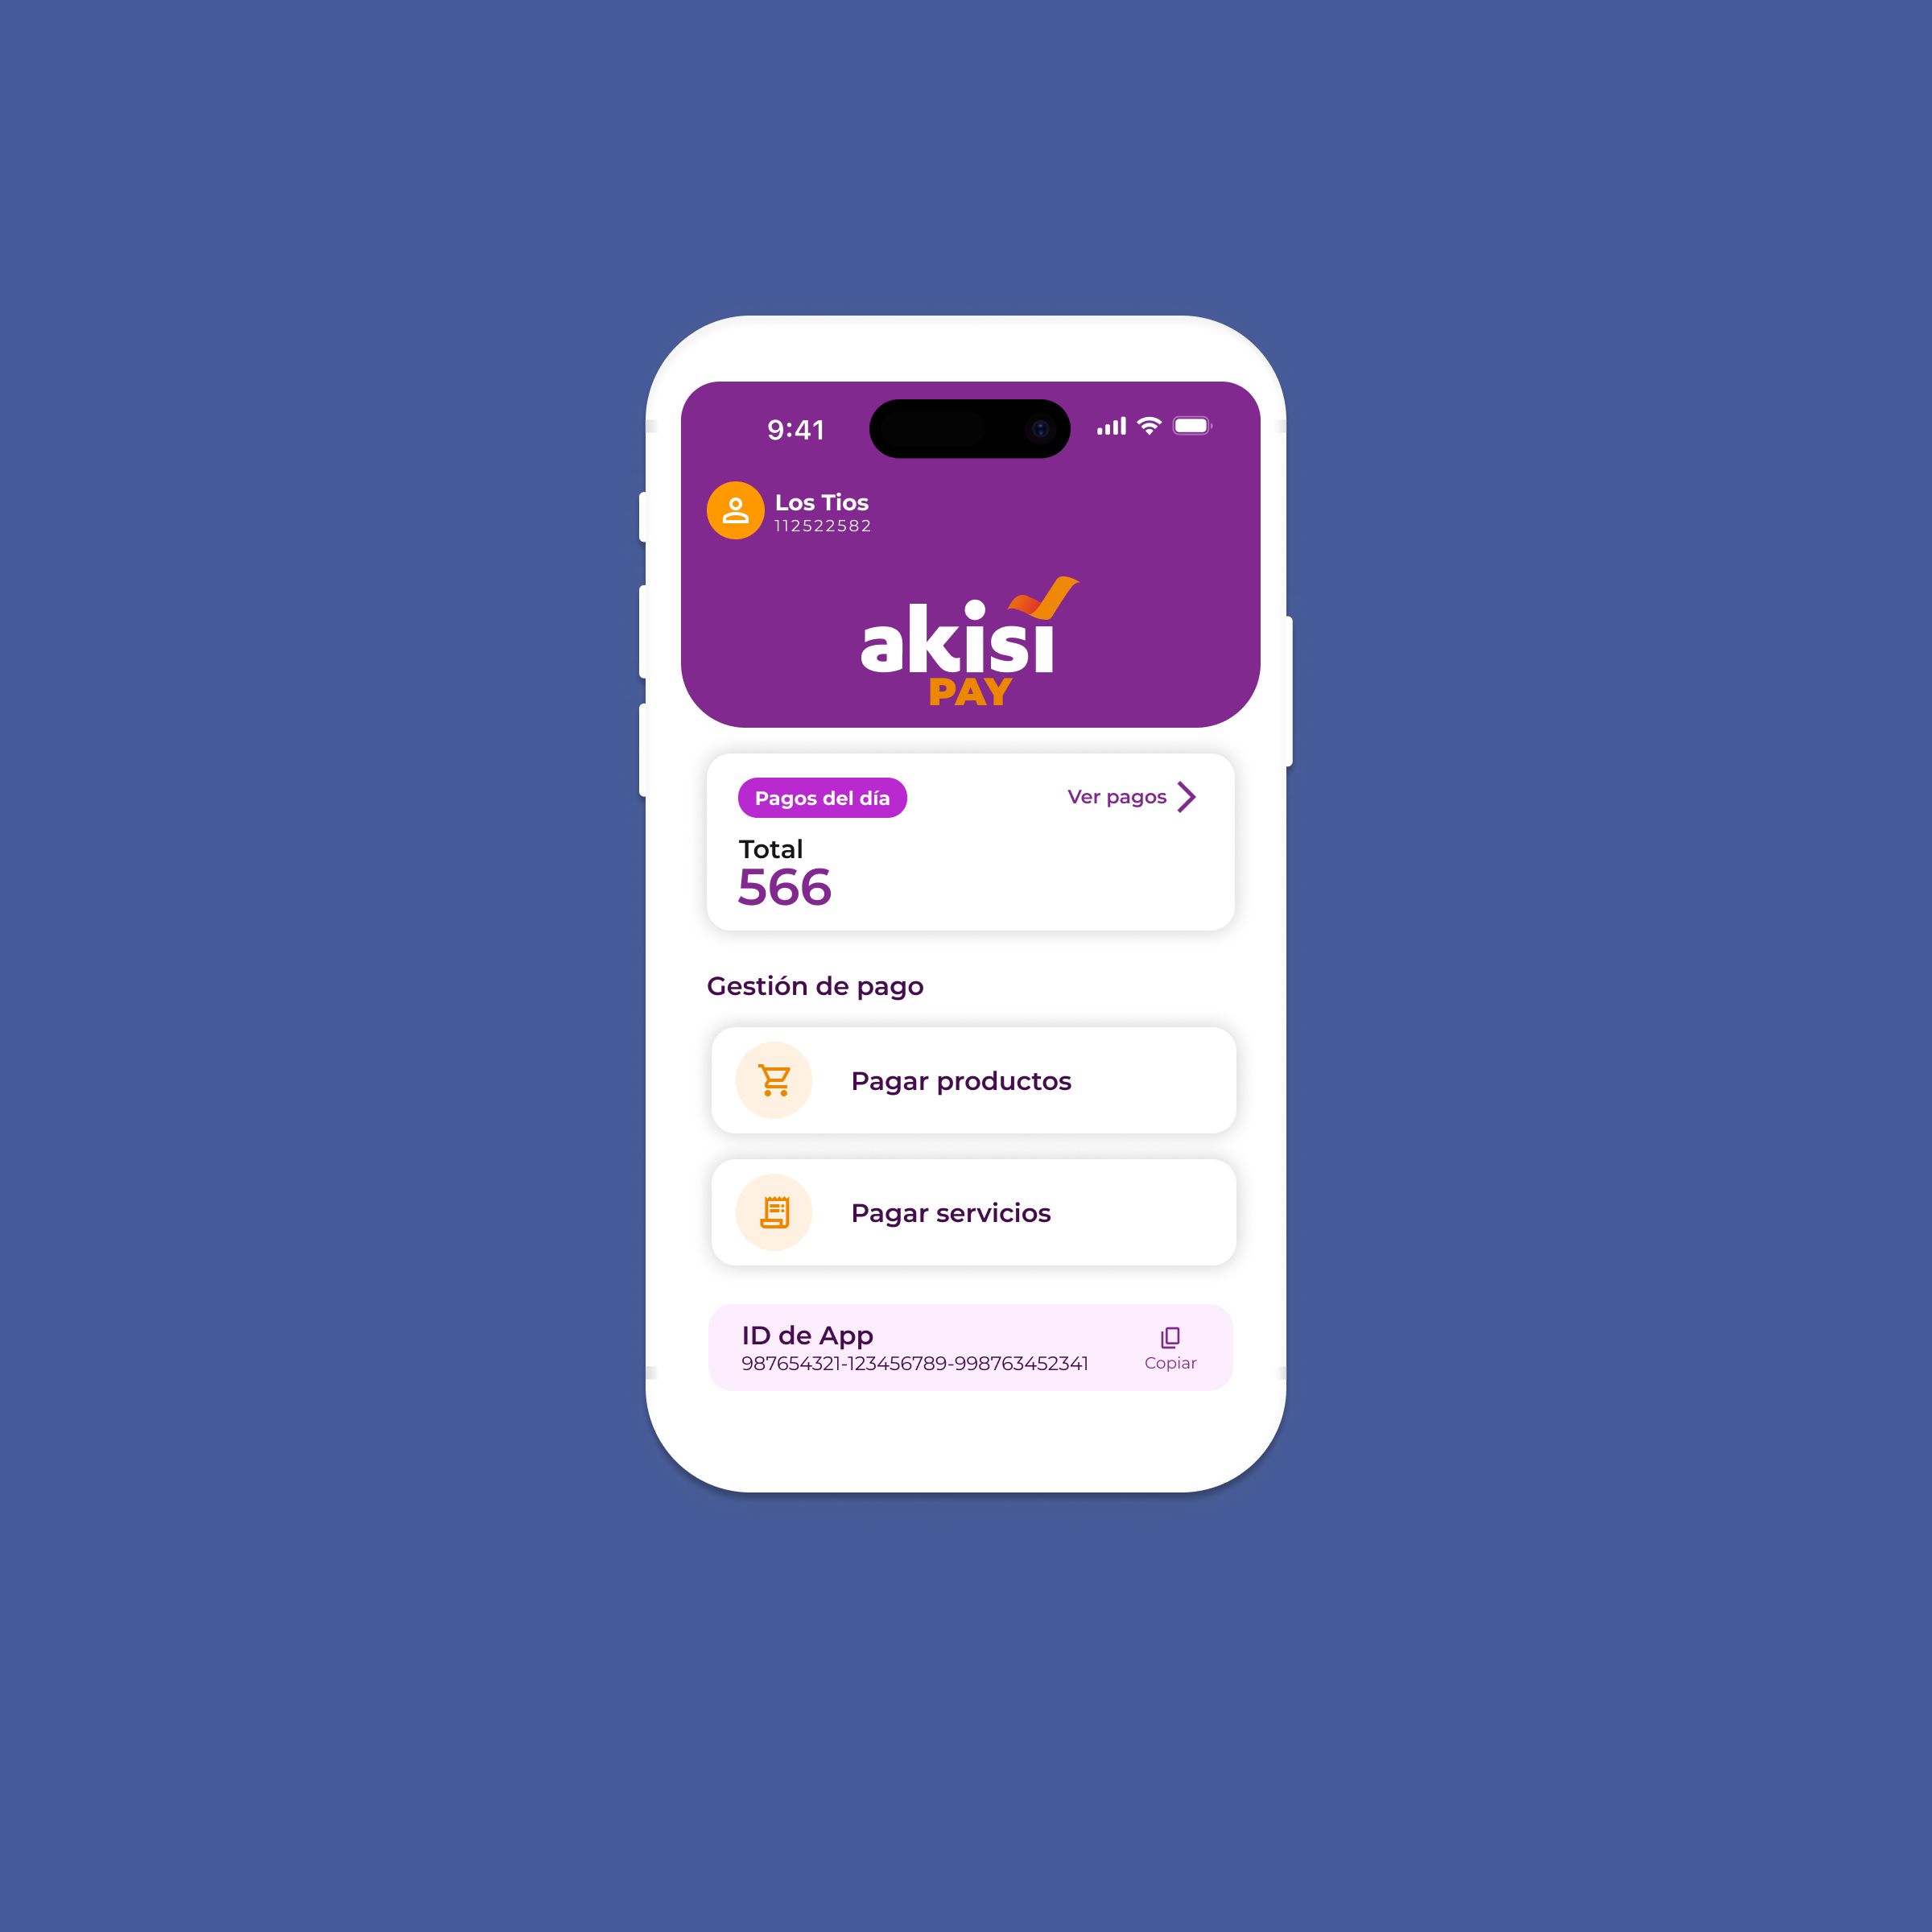 9:41
Los Tios
112522582
akisí
PAY
Pagos del día
Ver pagos
Total
566
Gestión de pago
Pagar productos
Pagar servicios
ID de App
987654321-123456789-998763452341
Copiar